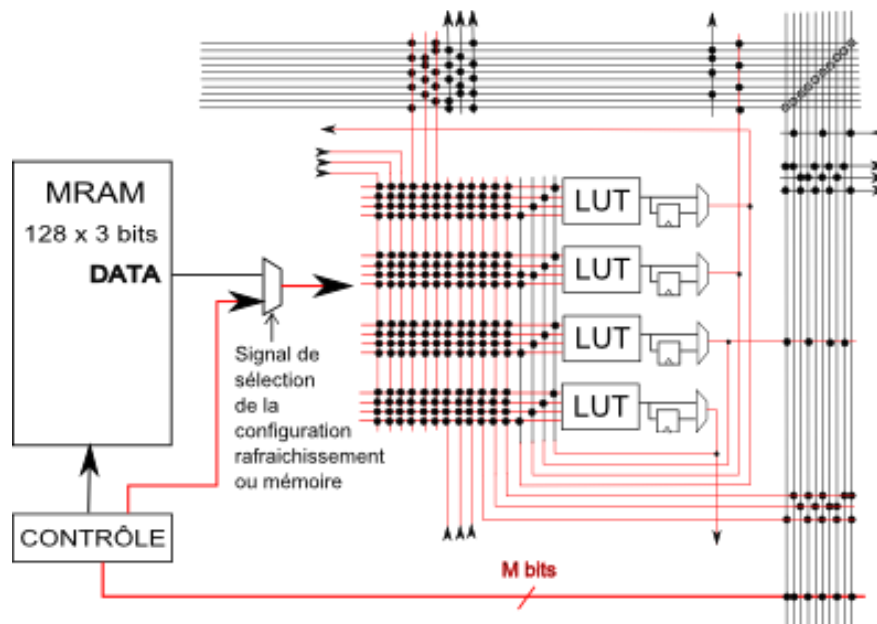 MRAM
128 x 3 bits
DATA
Signal de
sélection
de la
configuration
rafraichissement
ou mémoire
CONTRÔLE
M bits
LUT
LUT
LUT
LUT